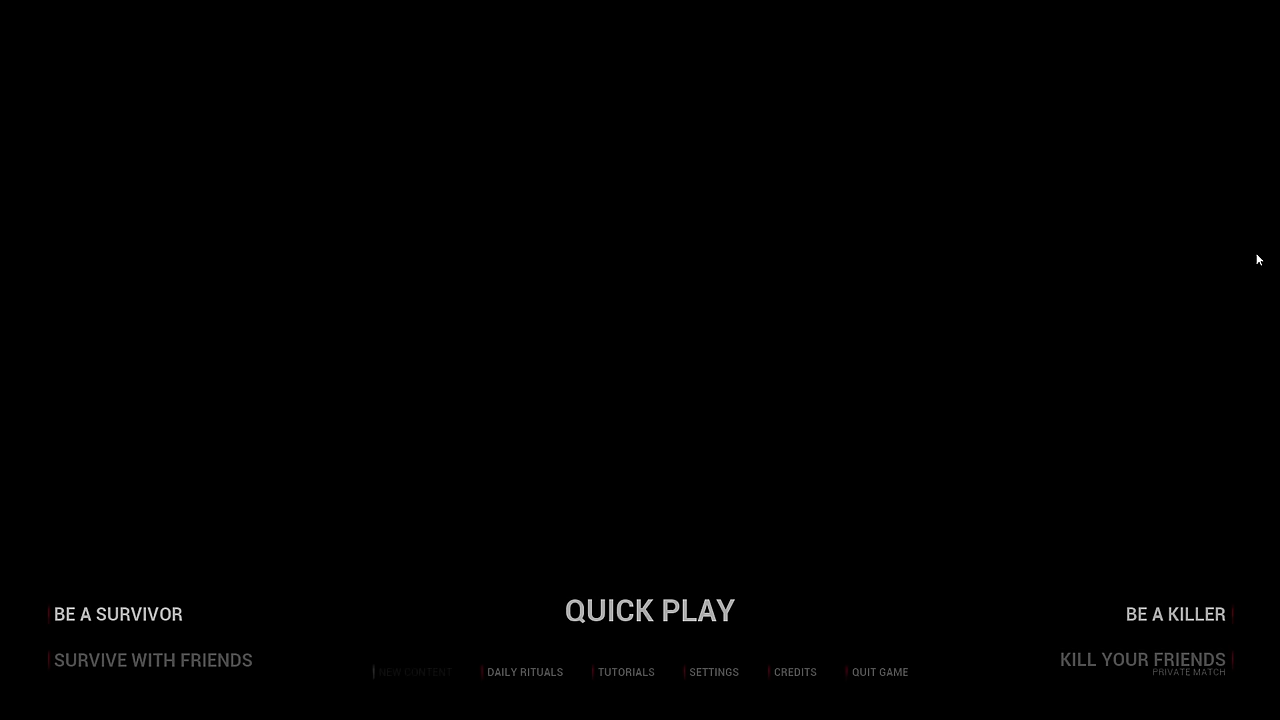 QUICK PLAY
BE A SURVIVOR
BE A KILLER
SURVIVE WITH FRIENDS
KILL YOUR FRIENDS
PRIVATE MATCH
NEW CONTENT
DAILY RITUALS
TUTORIALS
SETTINGS
CREDITS
QUIT GAME